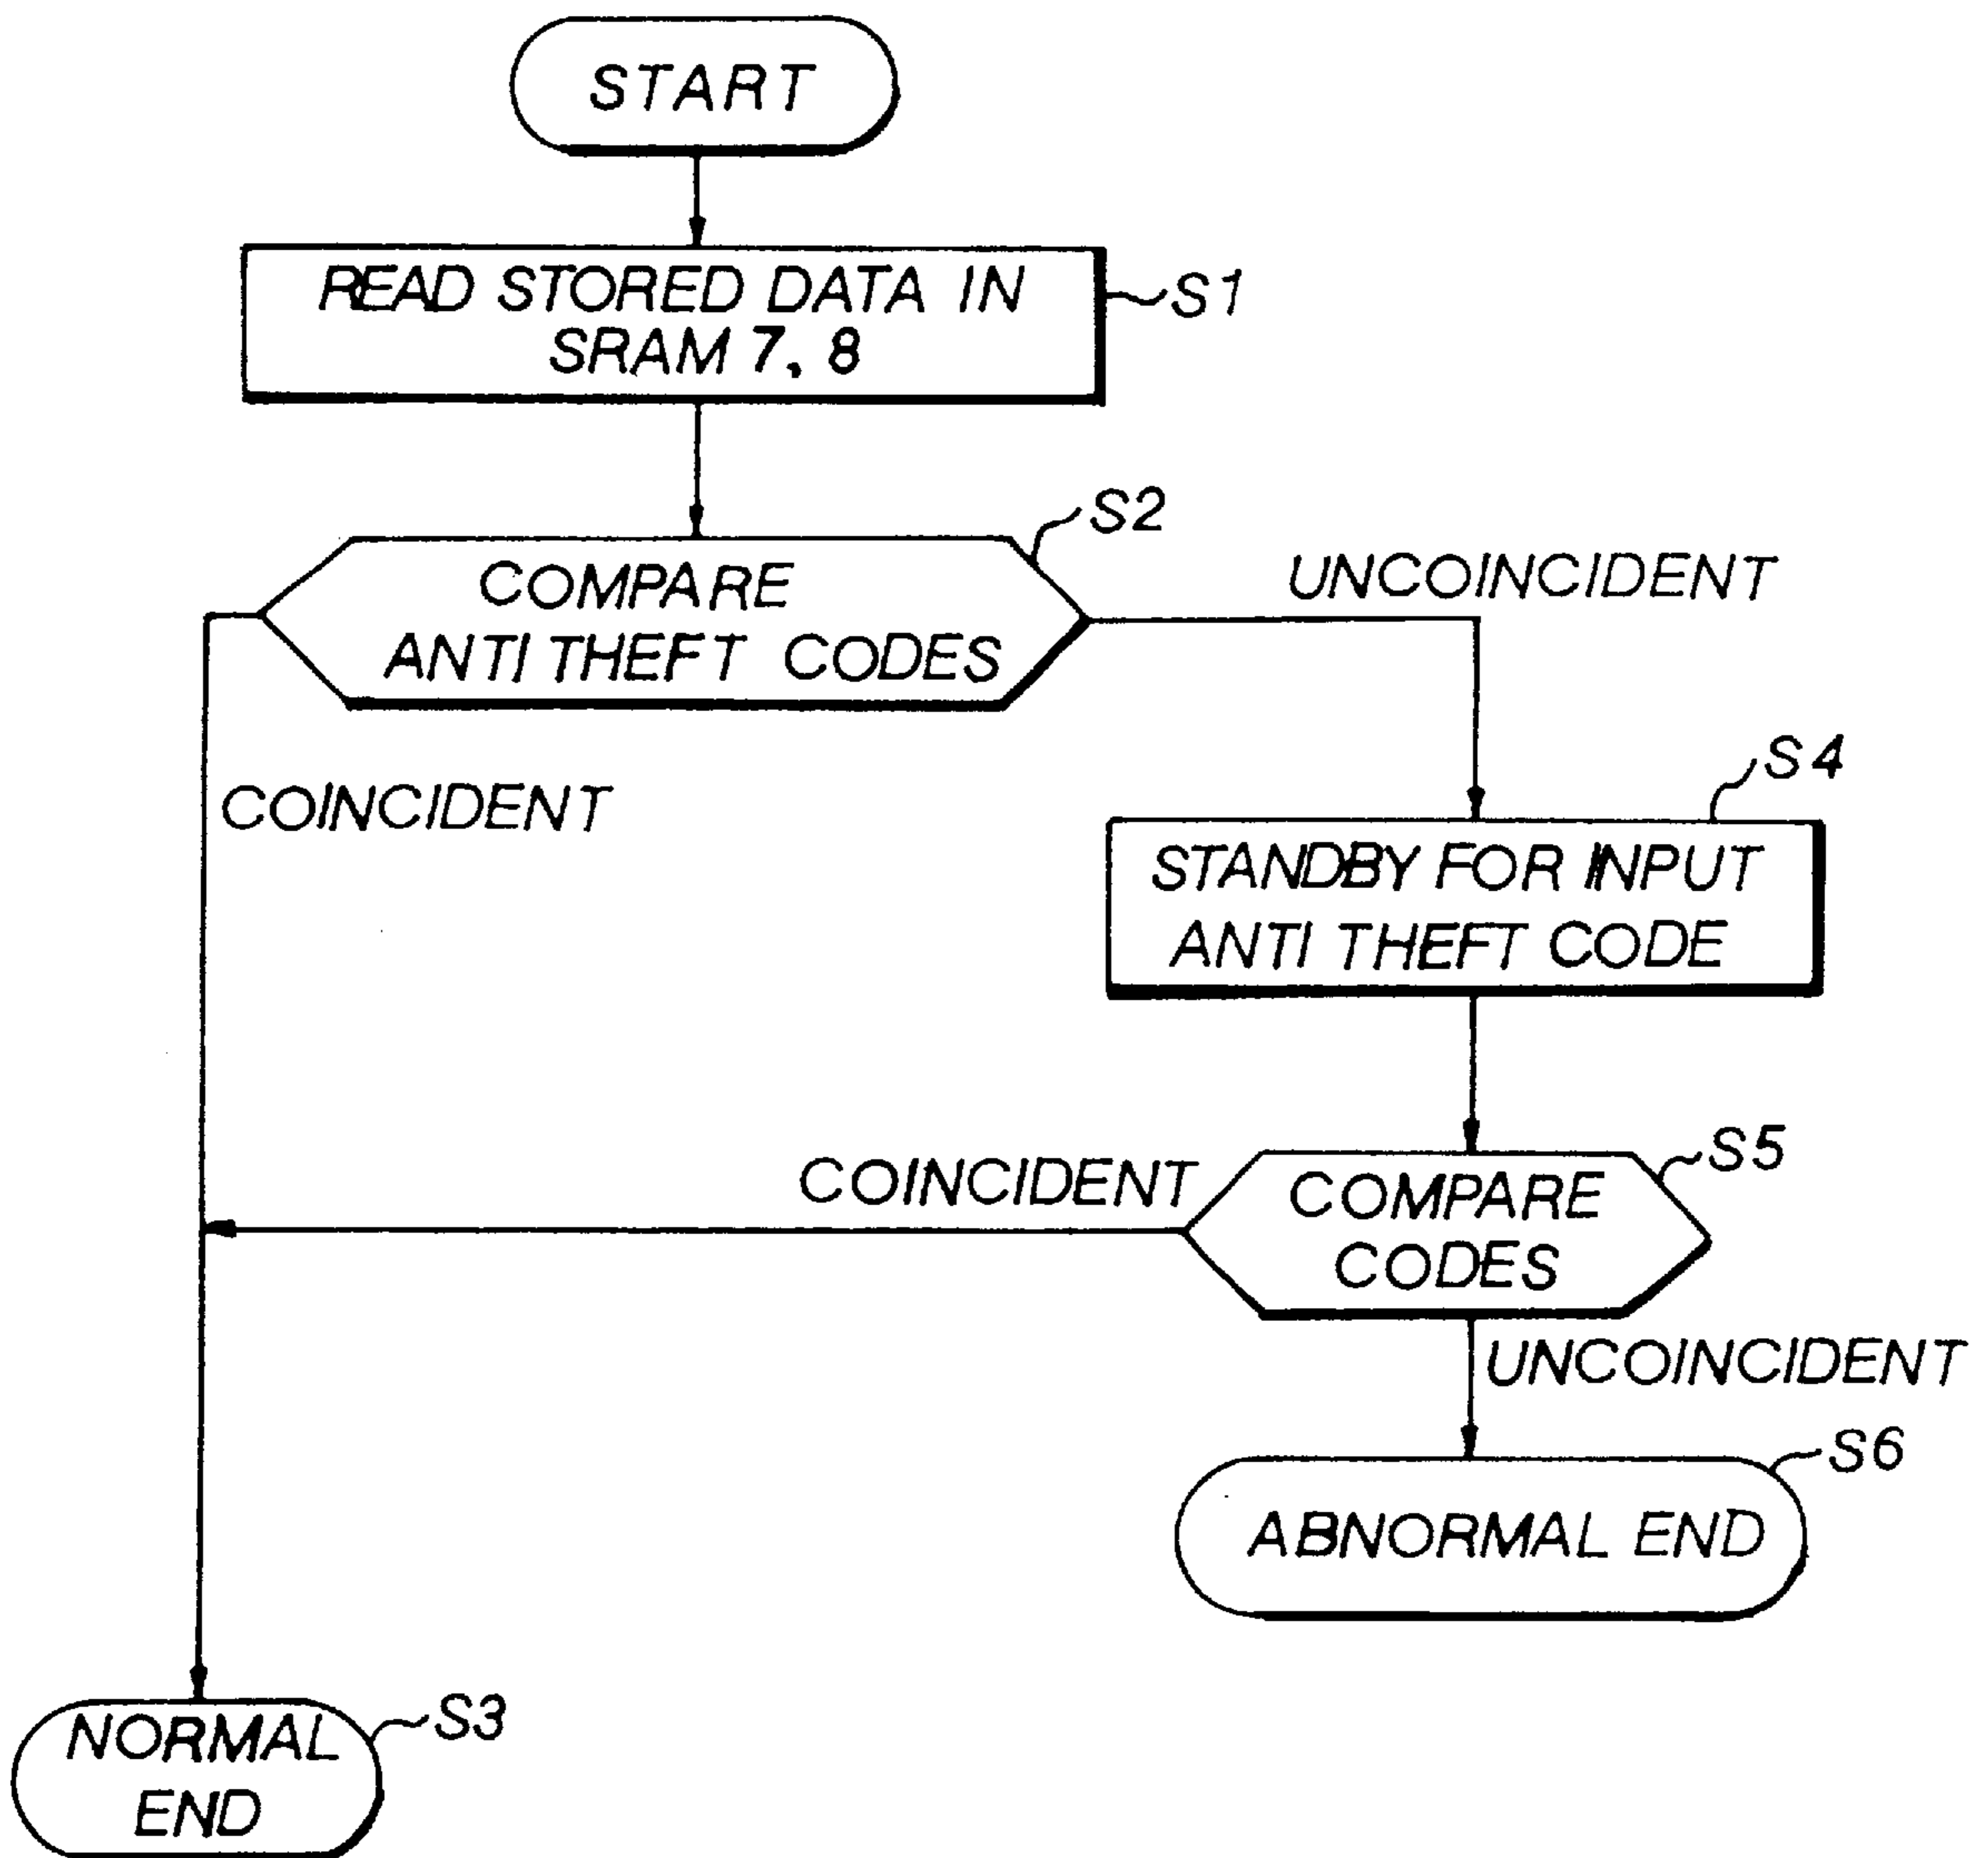 START
READ STORED DATA IN
SRAM 7, 8
S1
S2
COMPARE
ANTI THEFT CODES
UNCOINCIDENT
COINCIDENT
S4
STANDBY FOR INPUT
ANTI THEFT CODE
COINCIDENT
S5
COMPARE
CODES
UNCOINCIDENT
S6
ABNORMAL END
S3
NORMAL
END